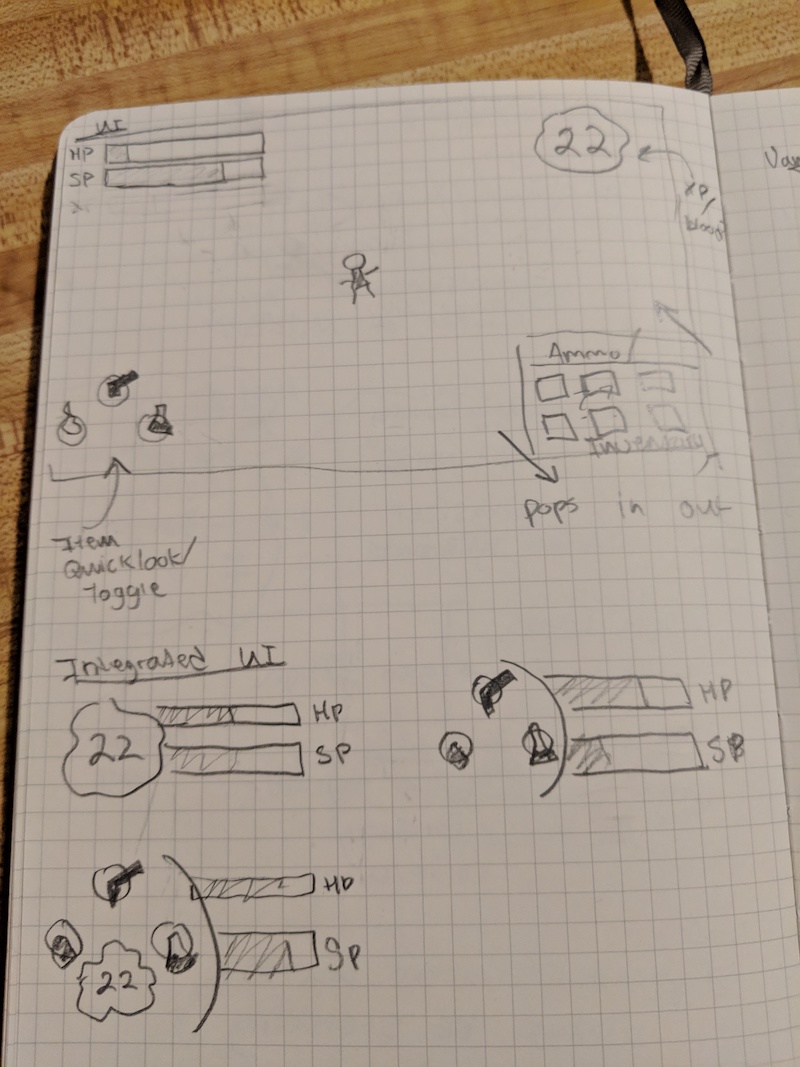 UI
HP
SP
22
XP/
blood
Ammo/
Inventory
pops in out
Item
Quicklook/
Toggle
Integrated UI
22
HP
SP
HP
SP
HP
SP
22